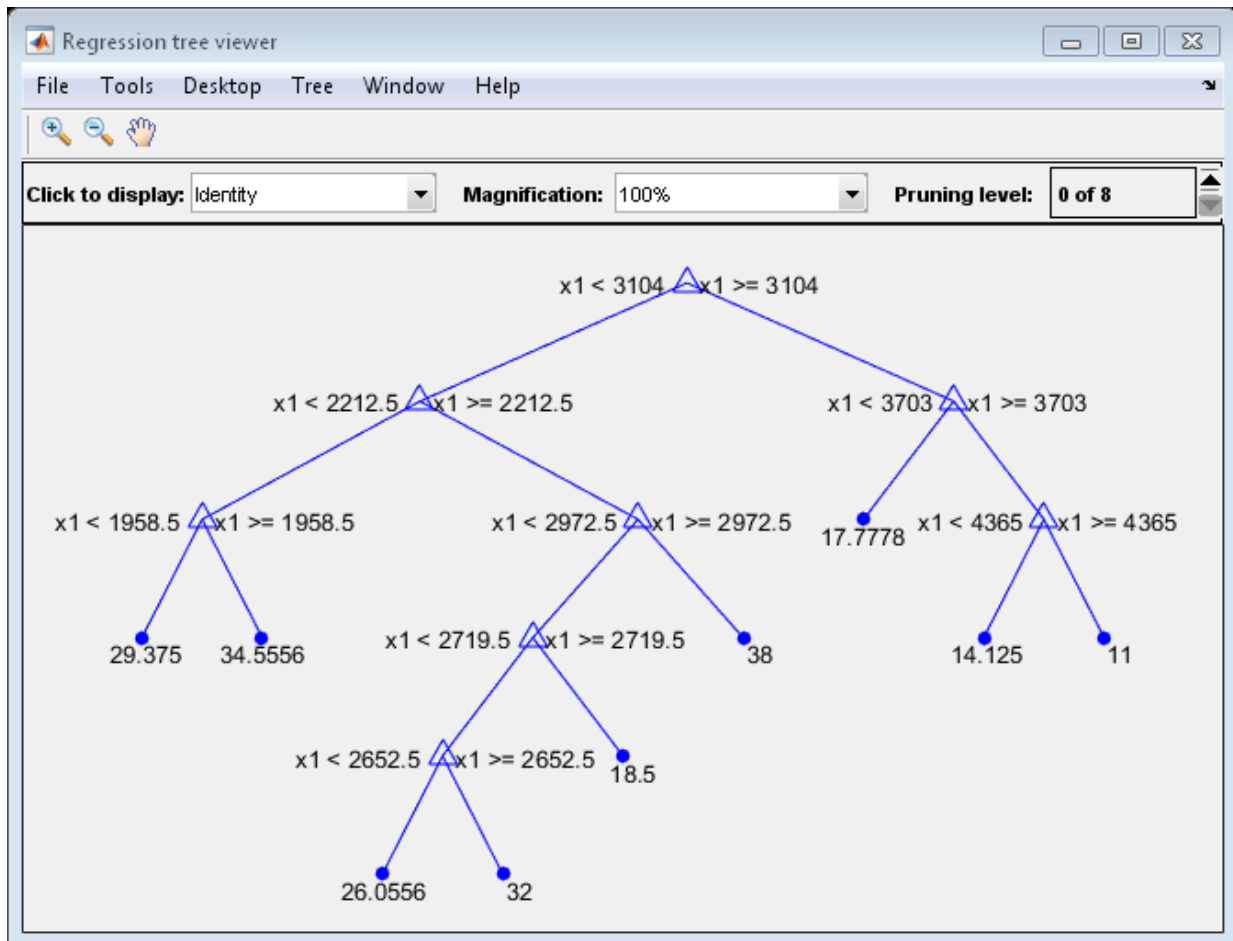 Regression tree viewer
File Tools Desktop Tree Window Help
Click to display: Identity Magnification: 100% Pruning level: 0 of 8
x1 < 3104 x1 >= 3104
x1 < 2212.5 x1 >= 2212.5 x1 < 3703 x1 >= 3703
x1 < 1958.5 x1 >= 1958.5 x1 < 2972.5 x1 >= 2972.5 17.7778 x1 < 4365 x1 >= 4365
29.375 34.5556 x1 < 2719.5 x1 >= 2719.5 38 14.125 11
x1 < 2652.5 x1 >= 2652.5 18.5
26.0556 32